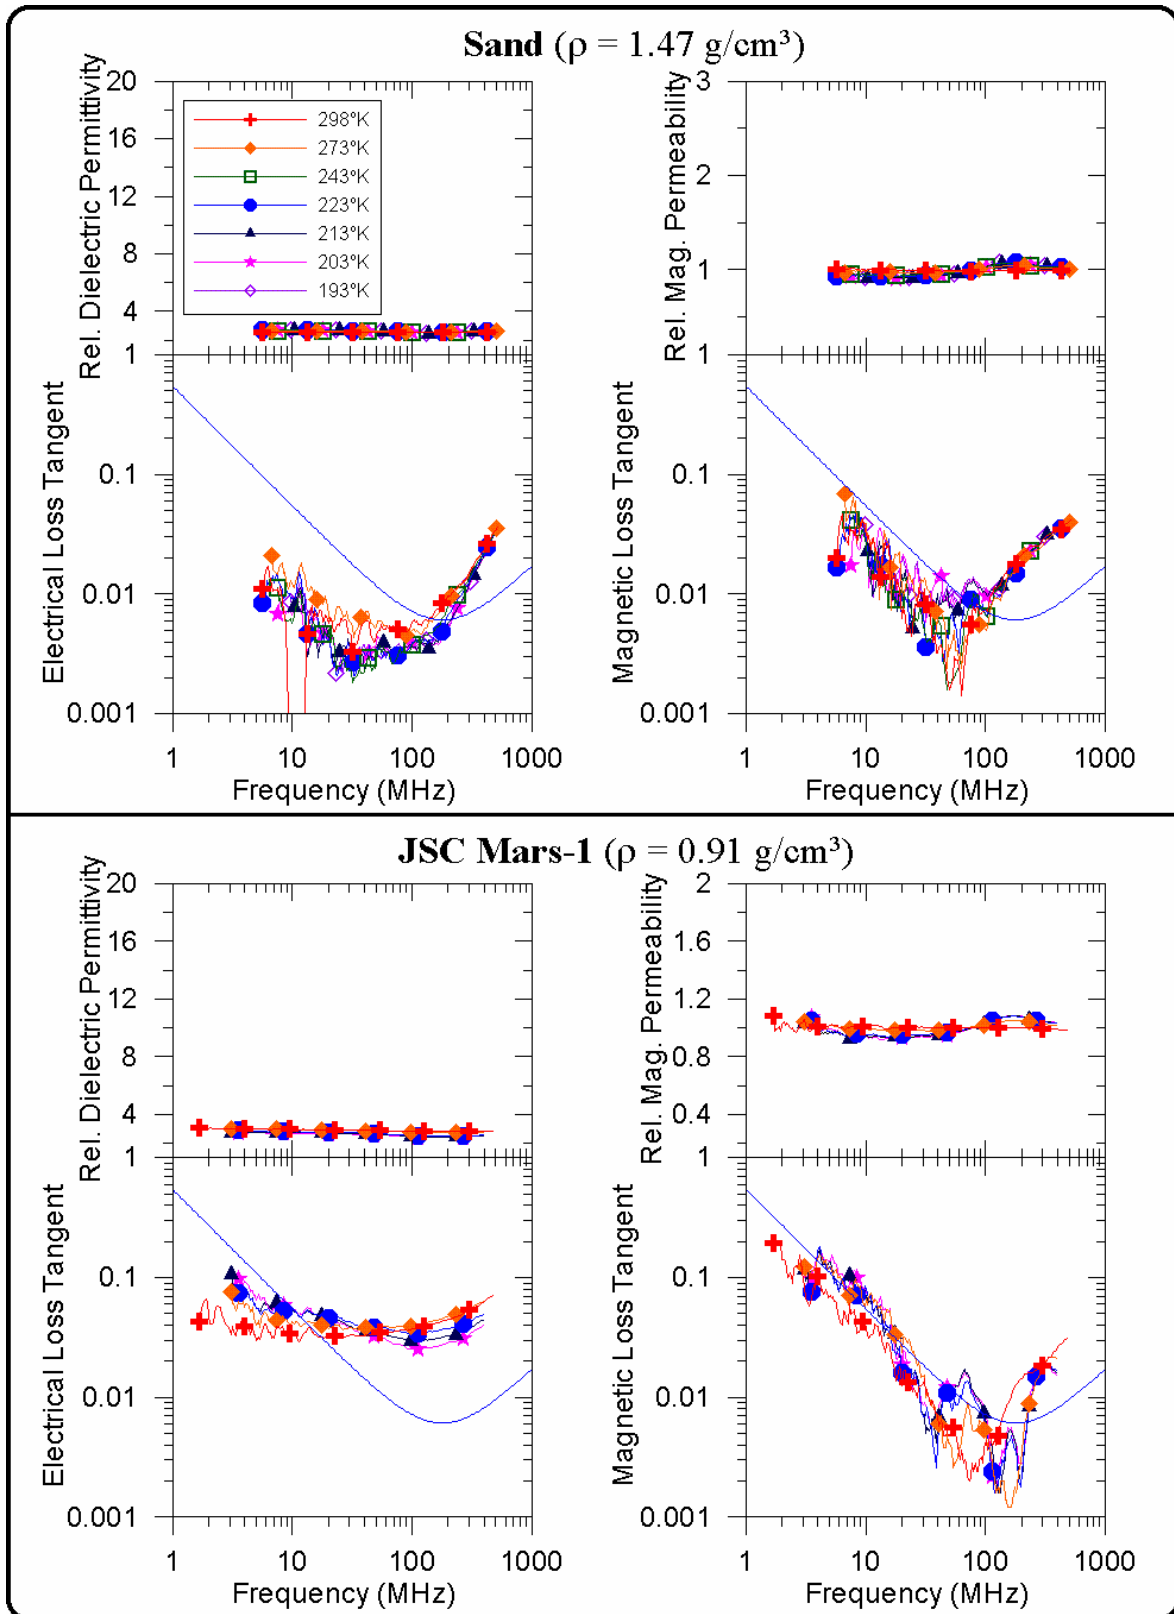 Sand (ρ = 1.47 g/cm³)
Rel. Dielectric Permittivity
20
16
12
8
4
1
298°K
273°K
243°K
223°K
213°K
203°K
193°K
Rel. Mag. Permeability
3
2
1
1
Electrical Loss Tangent
0.1
0.01
0.001
1 10 100 1000
Frequency (MHz)
Magnetic Loss Tangent
0.1
0.01
0.001
1 10 100 1000
Frequency (MHz)
JSC Mars-1 (ρ = 0.91 g/cm³)
Rel. Dielectric Permittivity
20
16
12
8
4
1
Rel. Mag. Permeability
2
1.6
1.2
0.8
0.4
1
Electrical Loss Tangent
0.1
0.01
0.001
1 10 100 1000
Frequency (MHz)
Magnetic Loss Tangent
0.1
0.01
0.001
1 10 100 1000
Frequency (MHz)